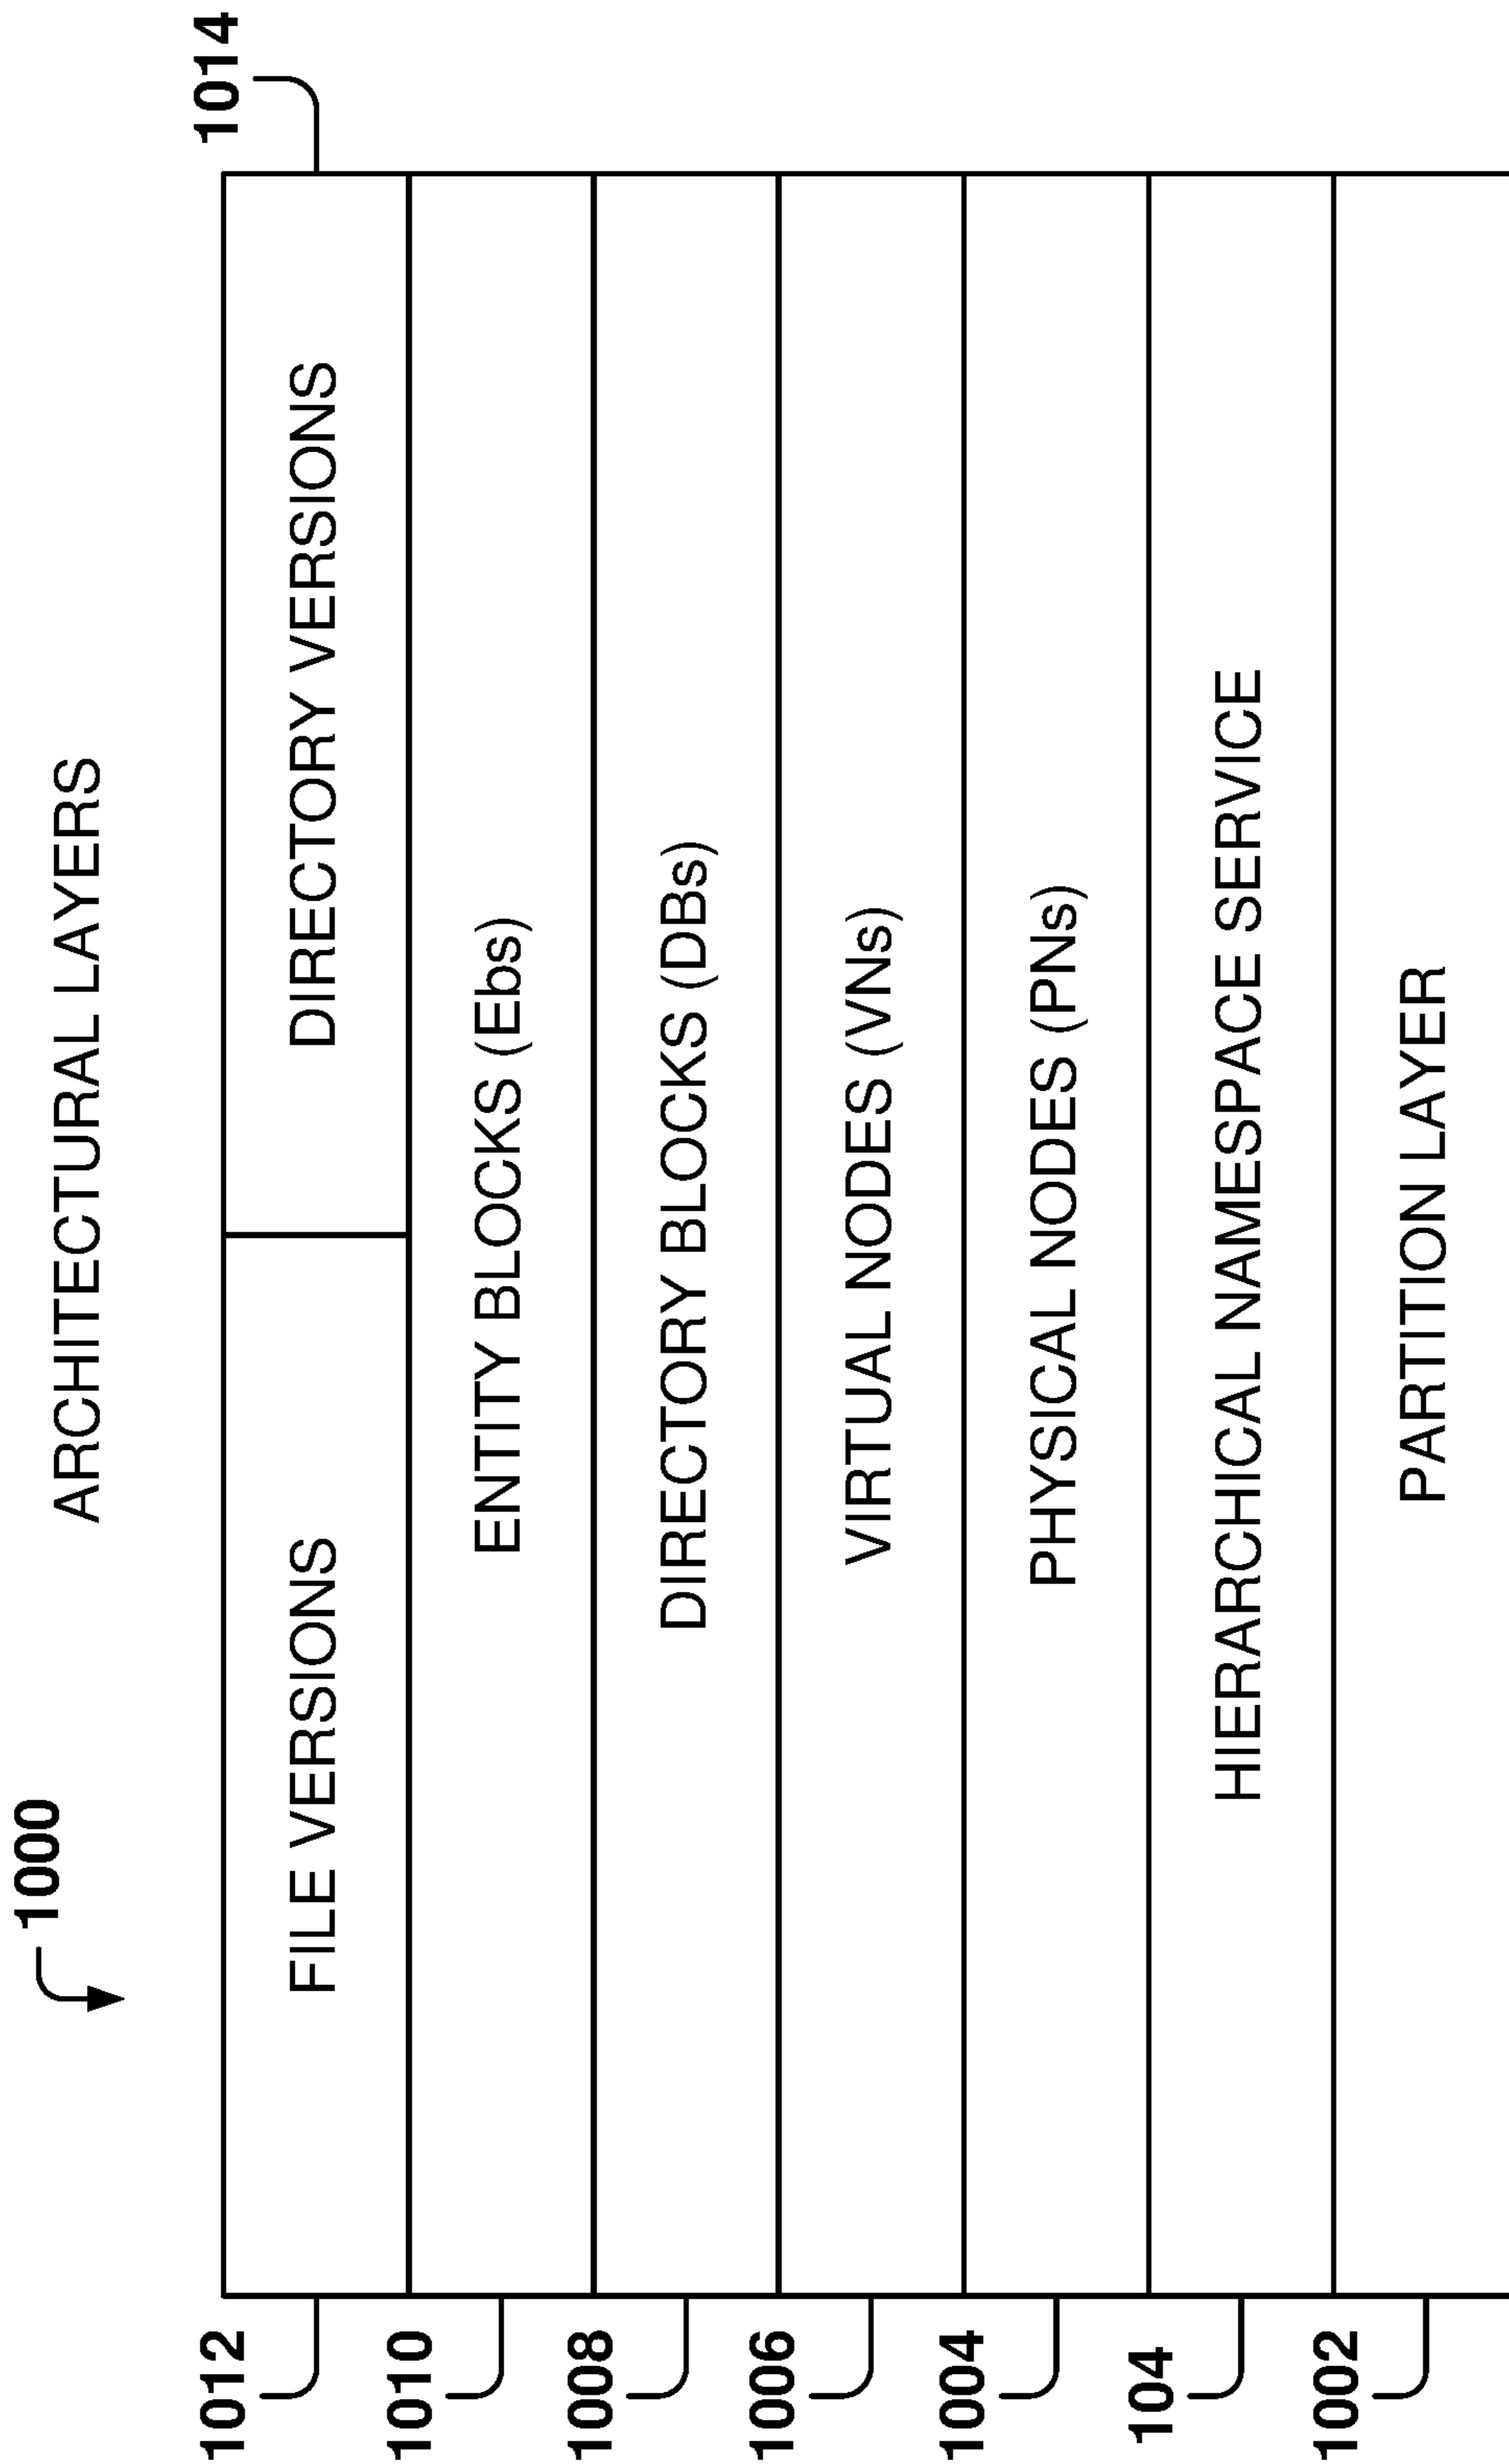 1000
ARCHITECTURAL LAYERS
1014
1012
FILE VERSIONS
DIRECTORY VERSIONS
1010
ENTITY BLOCKS (Ebs)
1008
DIRECTORY BLOCKS (DBs)
1006
VIRTUAL NODES (VNs)
1004
PHYSICAL NODES (PNs)
104
HIERARCHICAL NAMESPACE SERVICE
1002
PARTITION LAYER